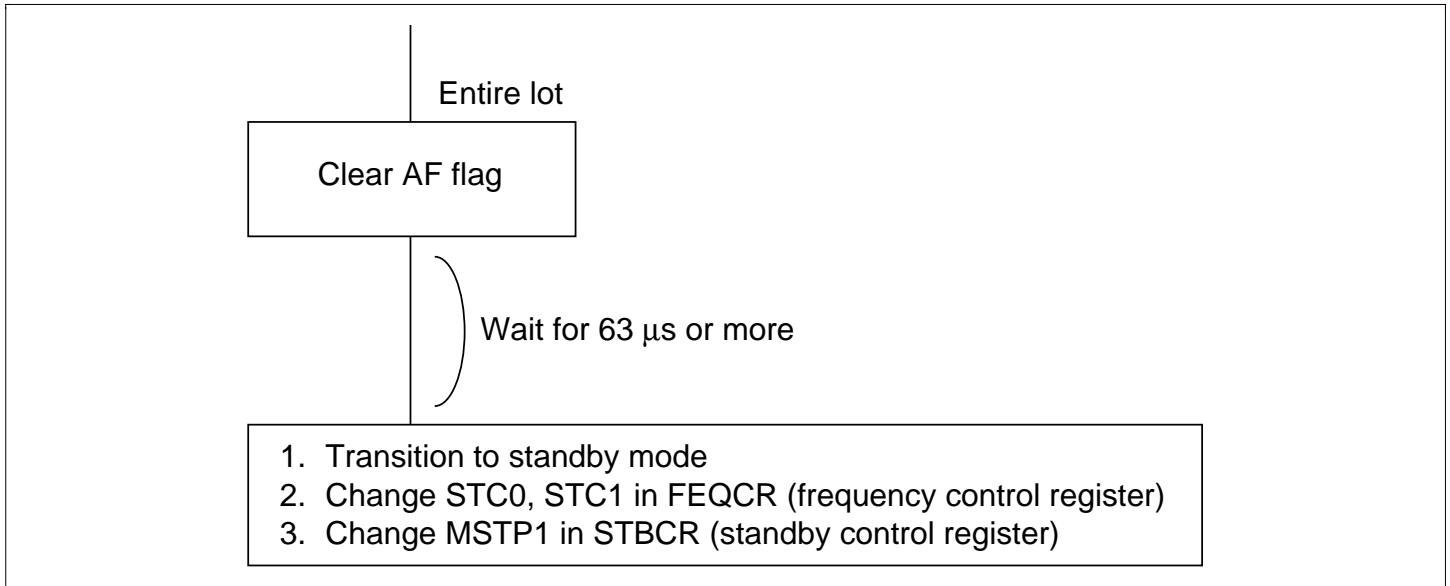 Entire lot
Clear AF flag
Wait for 63 μs or more
1. Transition to standby mode
2. Change STC0, STC1 in FEQCR (frequency control register)
3. Change MSTP1 in STBCR (standby control register)